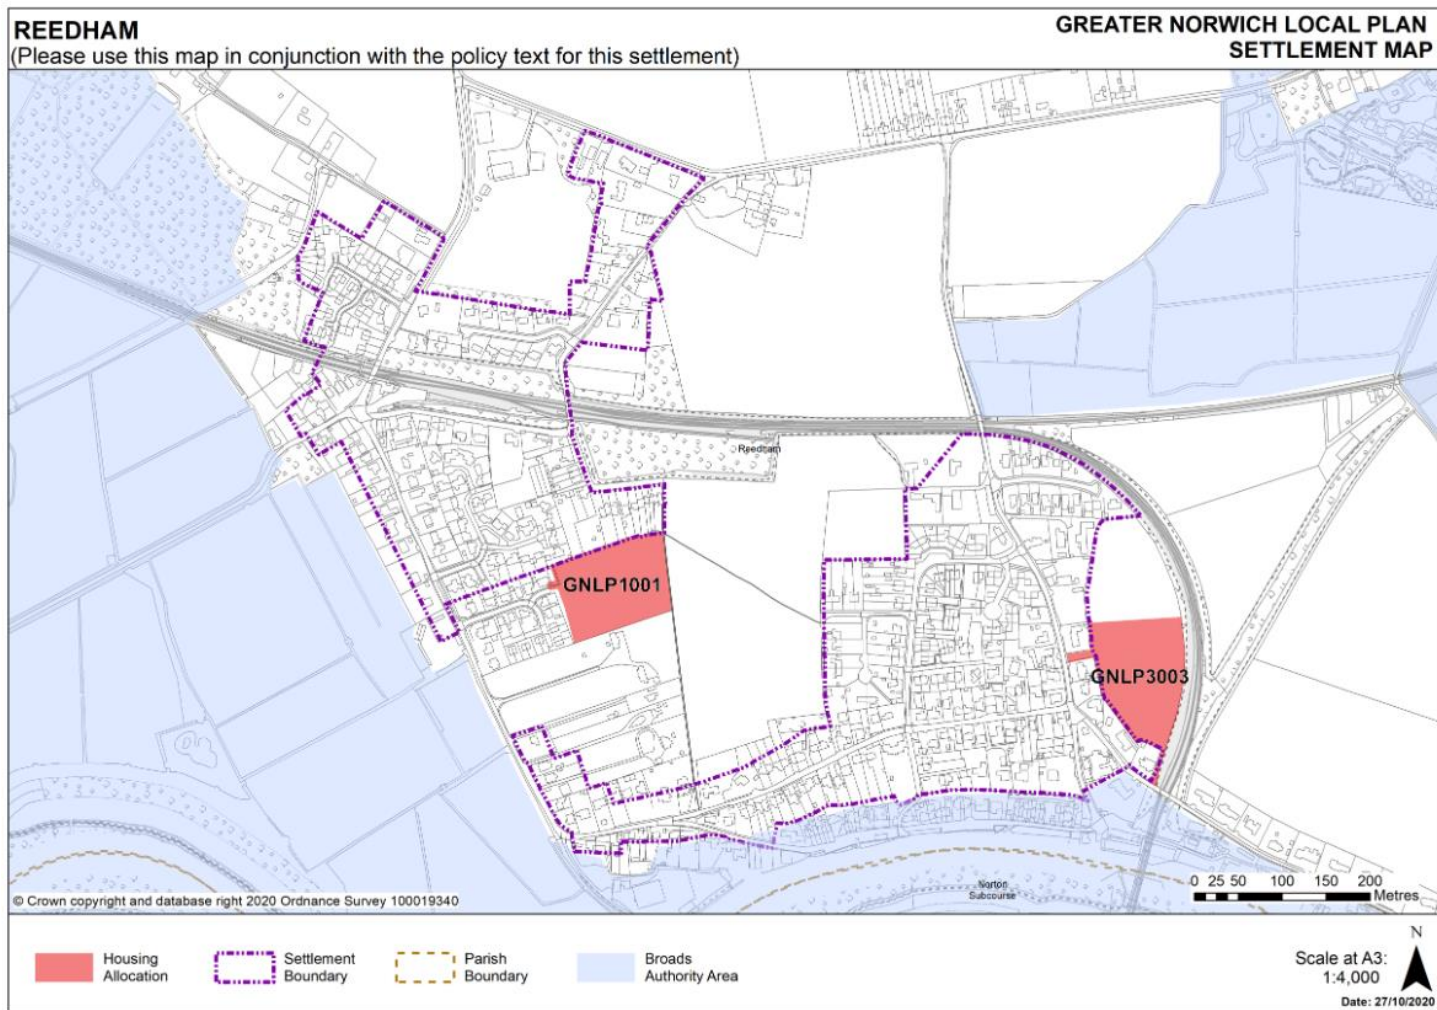 REEDHAM
(Please use this map in conjunction with the policy text for this settlement)
GREATER NORWICH LOCAL PLAN
SETTLEMENT MAP
Reedham
GNLP1001
GNLP3003
Norton
Subcourse
0 25 50 100 150 200
Metres
© Crown copyright and database right 2020 Ordnance Survey 100019340
Housing
Allocation
Settlement
Boundary
Parish
Boundary
Broads
Authority Area
Scale at A3:
1:4,000
N
Date: 27/10/2020